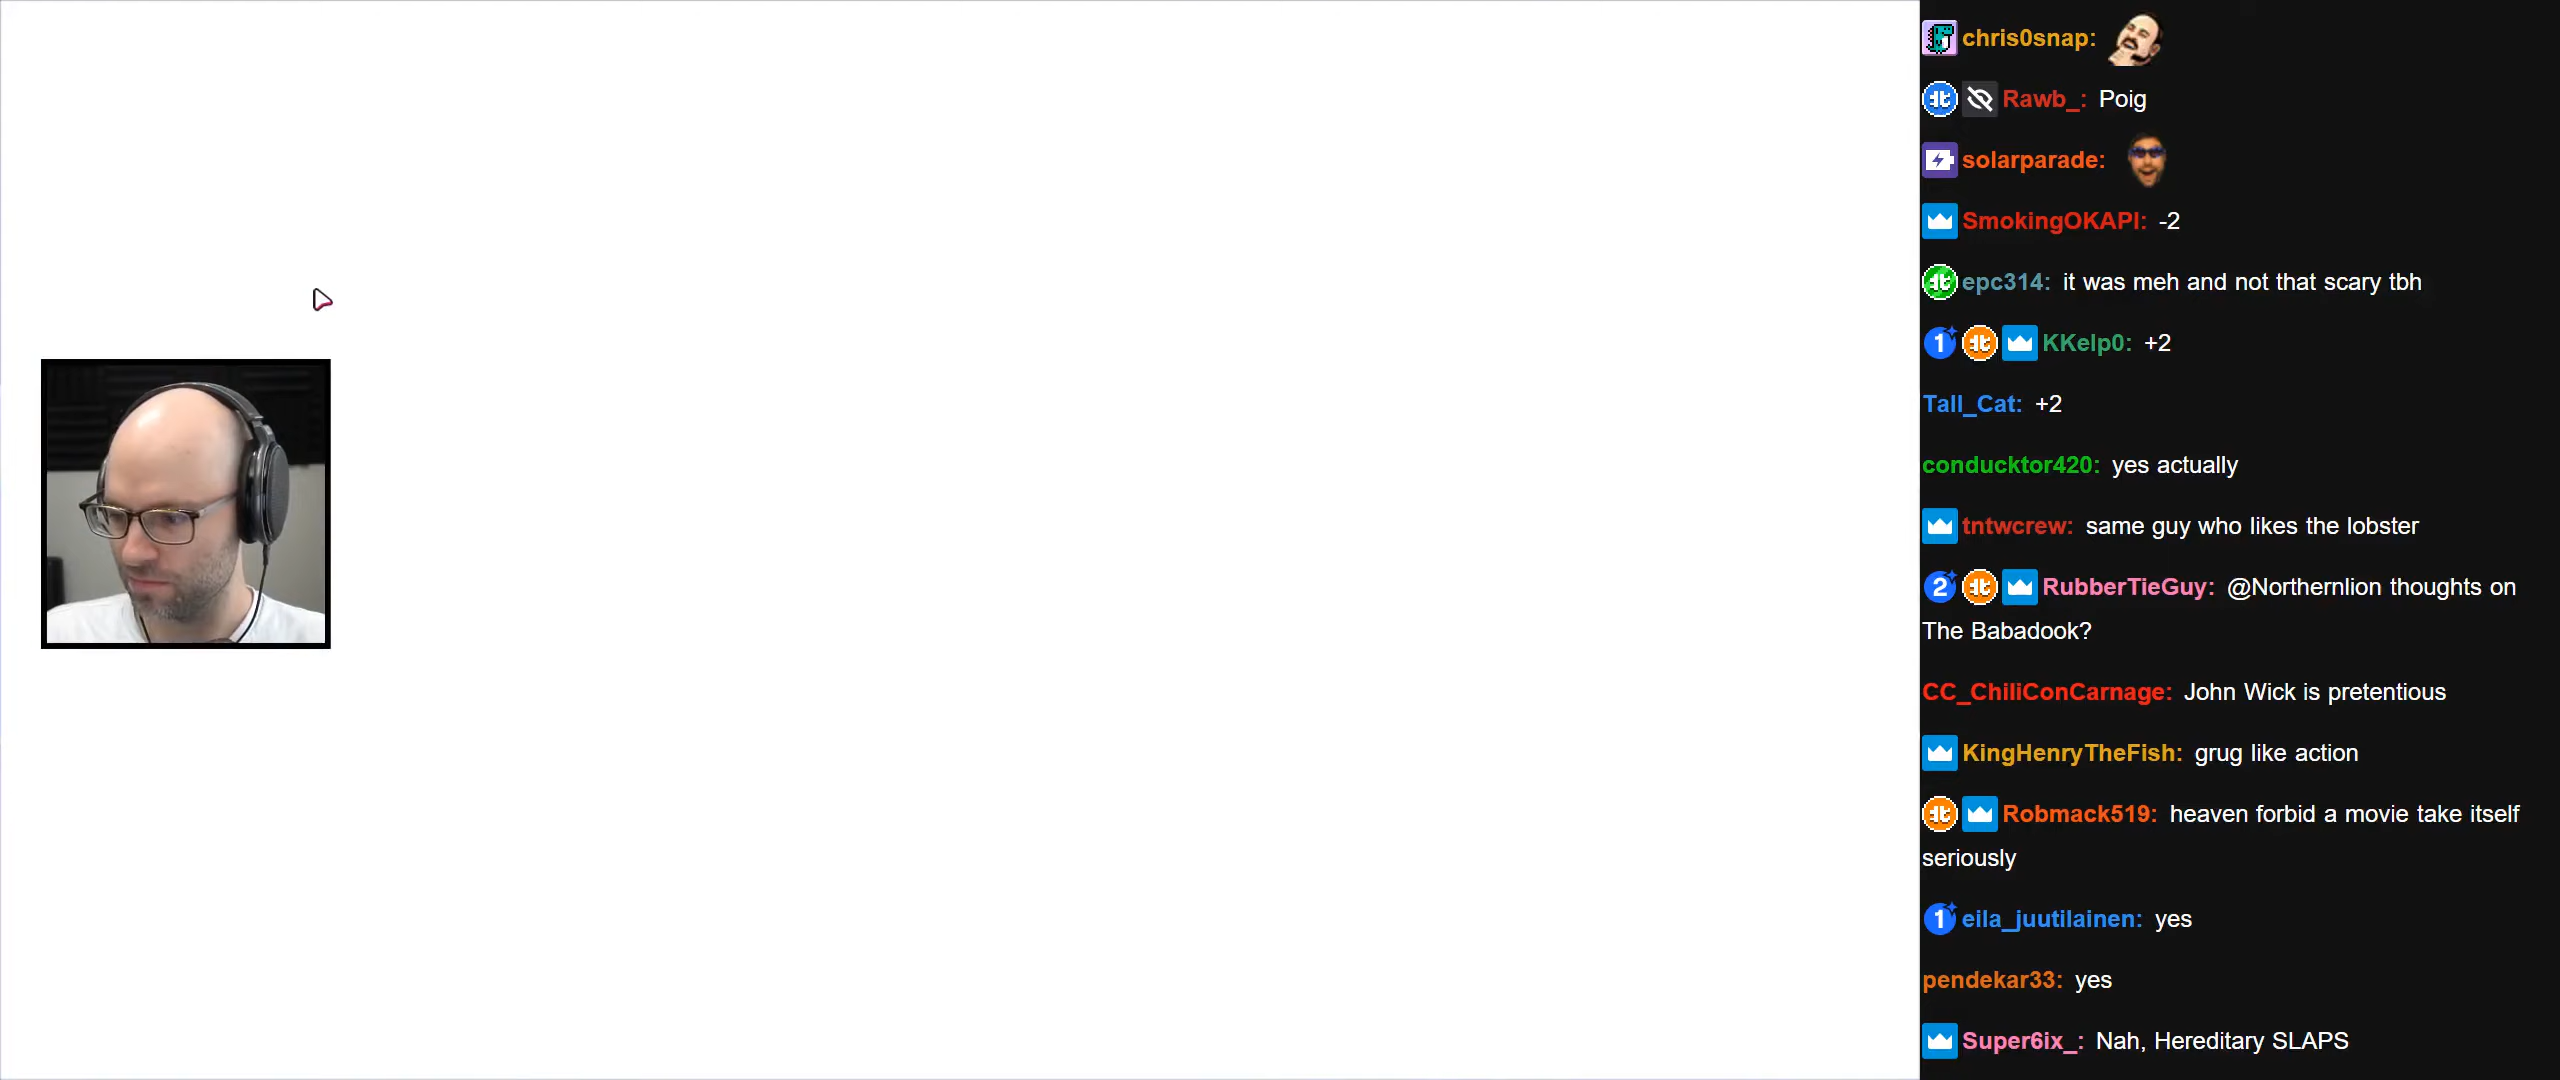 chris0snap:
Rawb_: Poig
solarparade:
SmokingOKAPI: -2
epc314: it was meh and not that scary tbh
1 KKelp0: +2
Tall_Cat: +2
conducktor420: yes actually
tntwcrew: same guy who likes the lobster
2 RubberTieGuy: @Northernlion thoughts on
The Babadook?
CC_ChiliConCarnage: John Wick is pretentious
KingHenryTheFish: grug like action
Robmack519: heaven forbid a movie take itself
seriously
1 eila_juutilainen: yes
pendekar33: yes
Super6ix_: Nah, Hereditary SLAPS